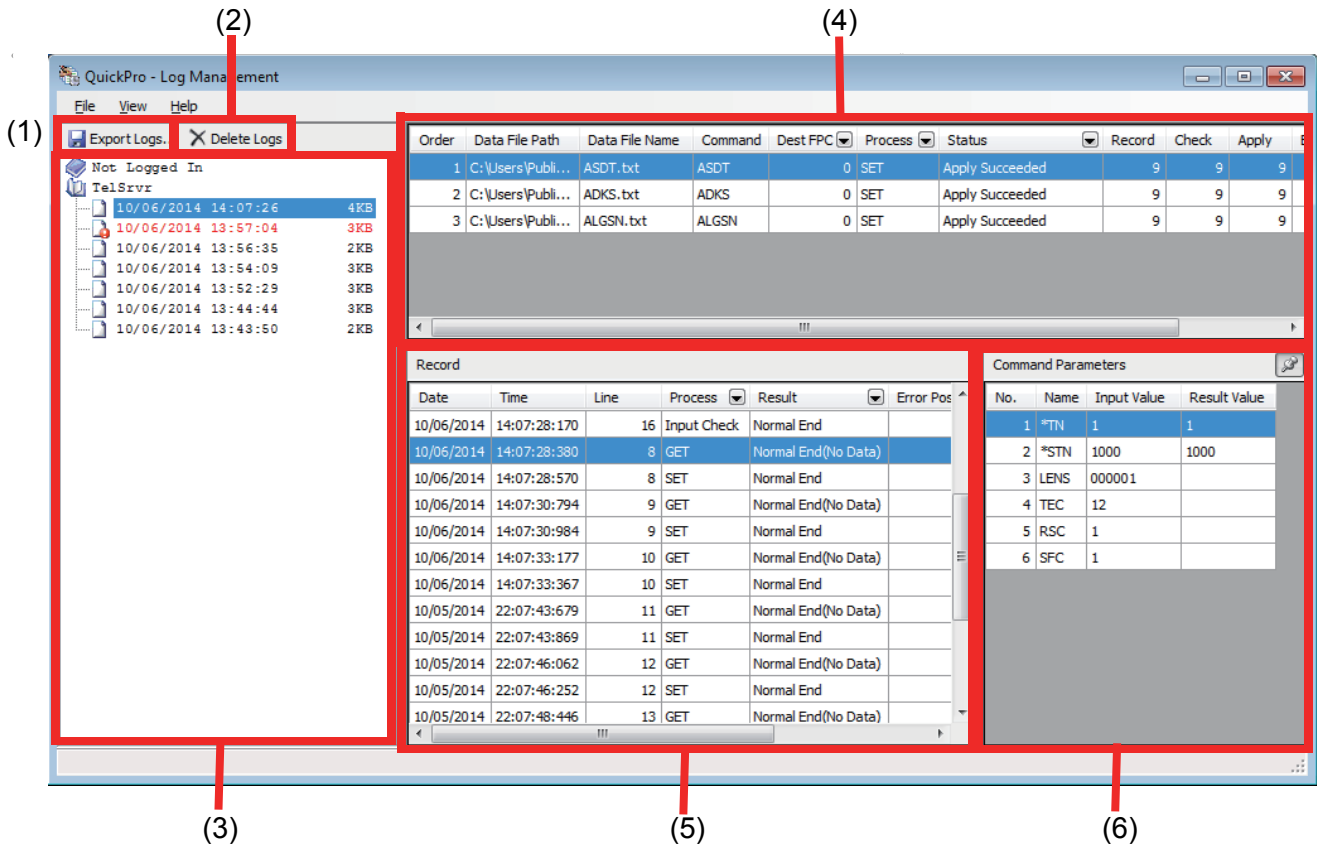 (2) (4)
QuickPro - Log Management
File View Help
(1) Export Logs.. Delete Logs
Not Logged In
TelSrvr
10/06/2014 14:07:26 4KB
10/06/2014 13:57:04 3KB
10/06/2014 13:56:35 2KB
10/06/2014 13:54:09 3KB
10/06/2014 13:52:29 3KB
10/06/2014 13:44:44 3KB
10/06/2014 13:43:50 2KB
Order Data File Path Data File Name Command Dest FPC Process Status Record Check Apply
1 C:\Users\Publi... ASDT.txt ASDT 0 SET Apply Succeeded 9 9 9
2 C:\Users\Publi... ADKS.txt ADKS 0 SET Apply Succeeded 9 9 9
3 C:\Users\Publi... ALGSN.txt ALGSN 0 SET Apply Succeeded 9 9 9
Record
Date Time Line Process Result Error Pos
10/06/2014 14:07:28:170 16 Input Check Normal End
10/06/2014 14:07:28:380 8 GET Normal End(No Data)
10/06/2014 14:07:28:570 8 SET Normal End
10/06/2014 14:07:30:794 9 GET Normal End(No Data)
10/06/2014 14:07:30:984 9 SET Normal End
10/06/2014 14:07:33:177 10 GET Normal End(No Data)
10/06/2014 14:07:33:367 10 SET Normal End
10/05/2014 22:07:43:679 11 GET Normal End(No Data)
10/05/2014 22:07:43:869 11 SET Normal End
10/05/2014 22:07:46:062 12 GET Normal End(No Data)
10/05/2014 22:07:46:252 12 SET Normal End
10/05/2014 22:07:48:446 13 GET Normal End(No Data)
Command Parameters
No. Name Input Value Result Value
1 *TN 1 1
2 *STN 1000 1000
3 LENS 000001
4 TEC 12
5 RSC 1
6 SFC 1
(3) (5) (6)